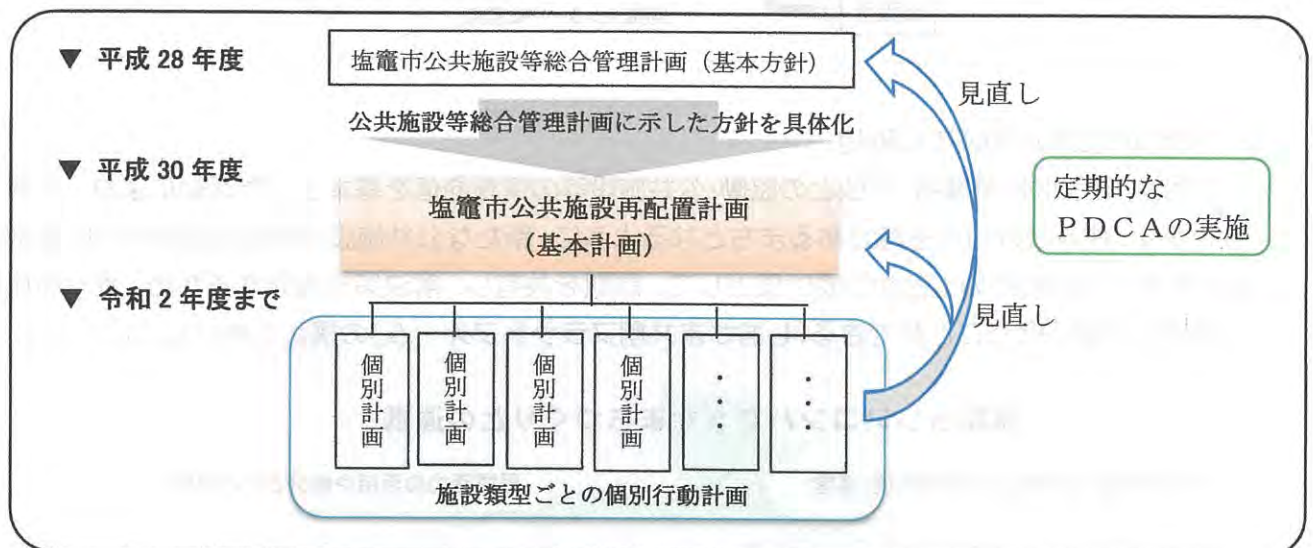 ▼ 平成 28 年度
塩竈市公共施設等総合管理計画（基本方針）
見直し
公共施設等総合管理計画に示した方針を具体化
▼ 平成 30 年度
定期的な
ＰＤＣＡの実施
塩竈市公共施設再配置計画
（基本計画）
▼ 令和 2 年度まで
見直し
個別計画
個別計画
個別計画
個別計画
・・・
・・・
施設類型ごとの個別行動計画